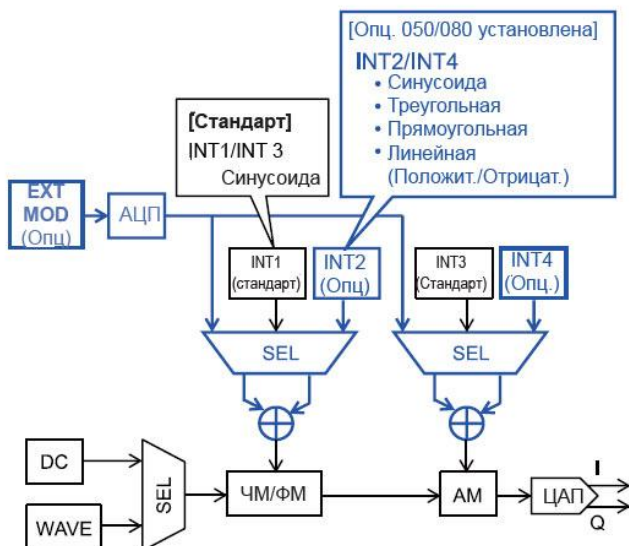 [Опц. 050/080 установлена]
INT2/INT4
• Синусоида
• Треугольная
• Прямоугольная
• Линейная
(Положит./Отрицат.)
[Стандарт]
INT1/INT 3
Синусоида
EXT
MOD
(Опц)
АЦП
INT1
(стандарт)
INT2
(Опц)
INT3
(Стандарт)
INT4
(Опц.)
SEL
SEL
DC
WAVE
SEL
ЧМ/ФМ
АМ
ЦАП
I
Q